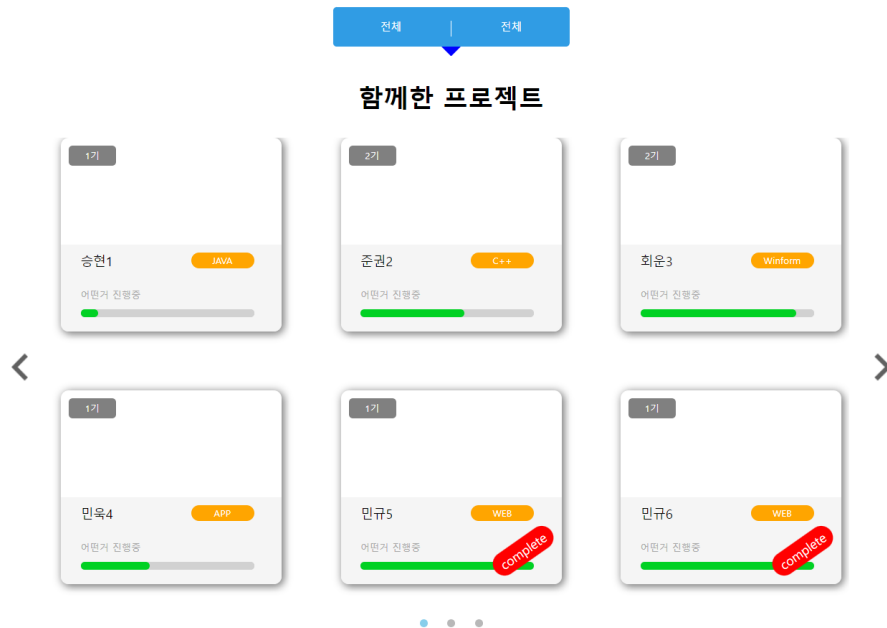 전체 | 전체
함께한 프로젝트
1기
승현1 JAVA
어떤거 진행중
2기
준권2 C++
어떤거 진행중
2기
회운3 Winform
어떤거 진행중
1기
민욱4 APP
어떤거 진행중
1기
민규5 WEB
어떤거 진행중
complete
1기
민규6 WEB
어떤거 진행중
complete